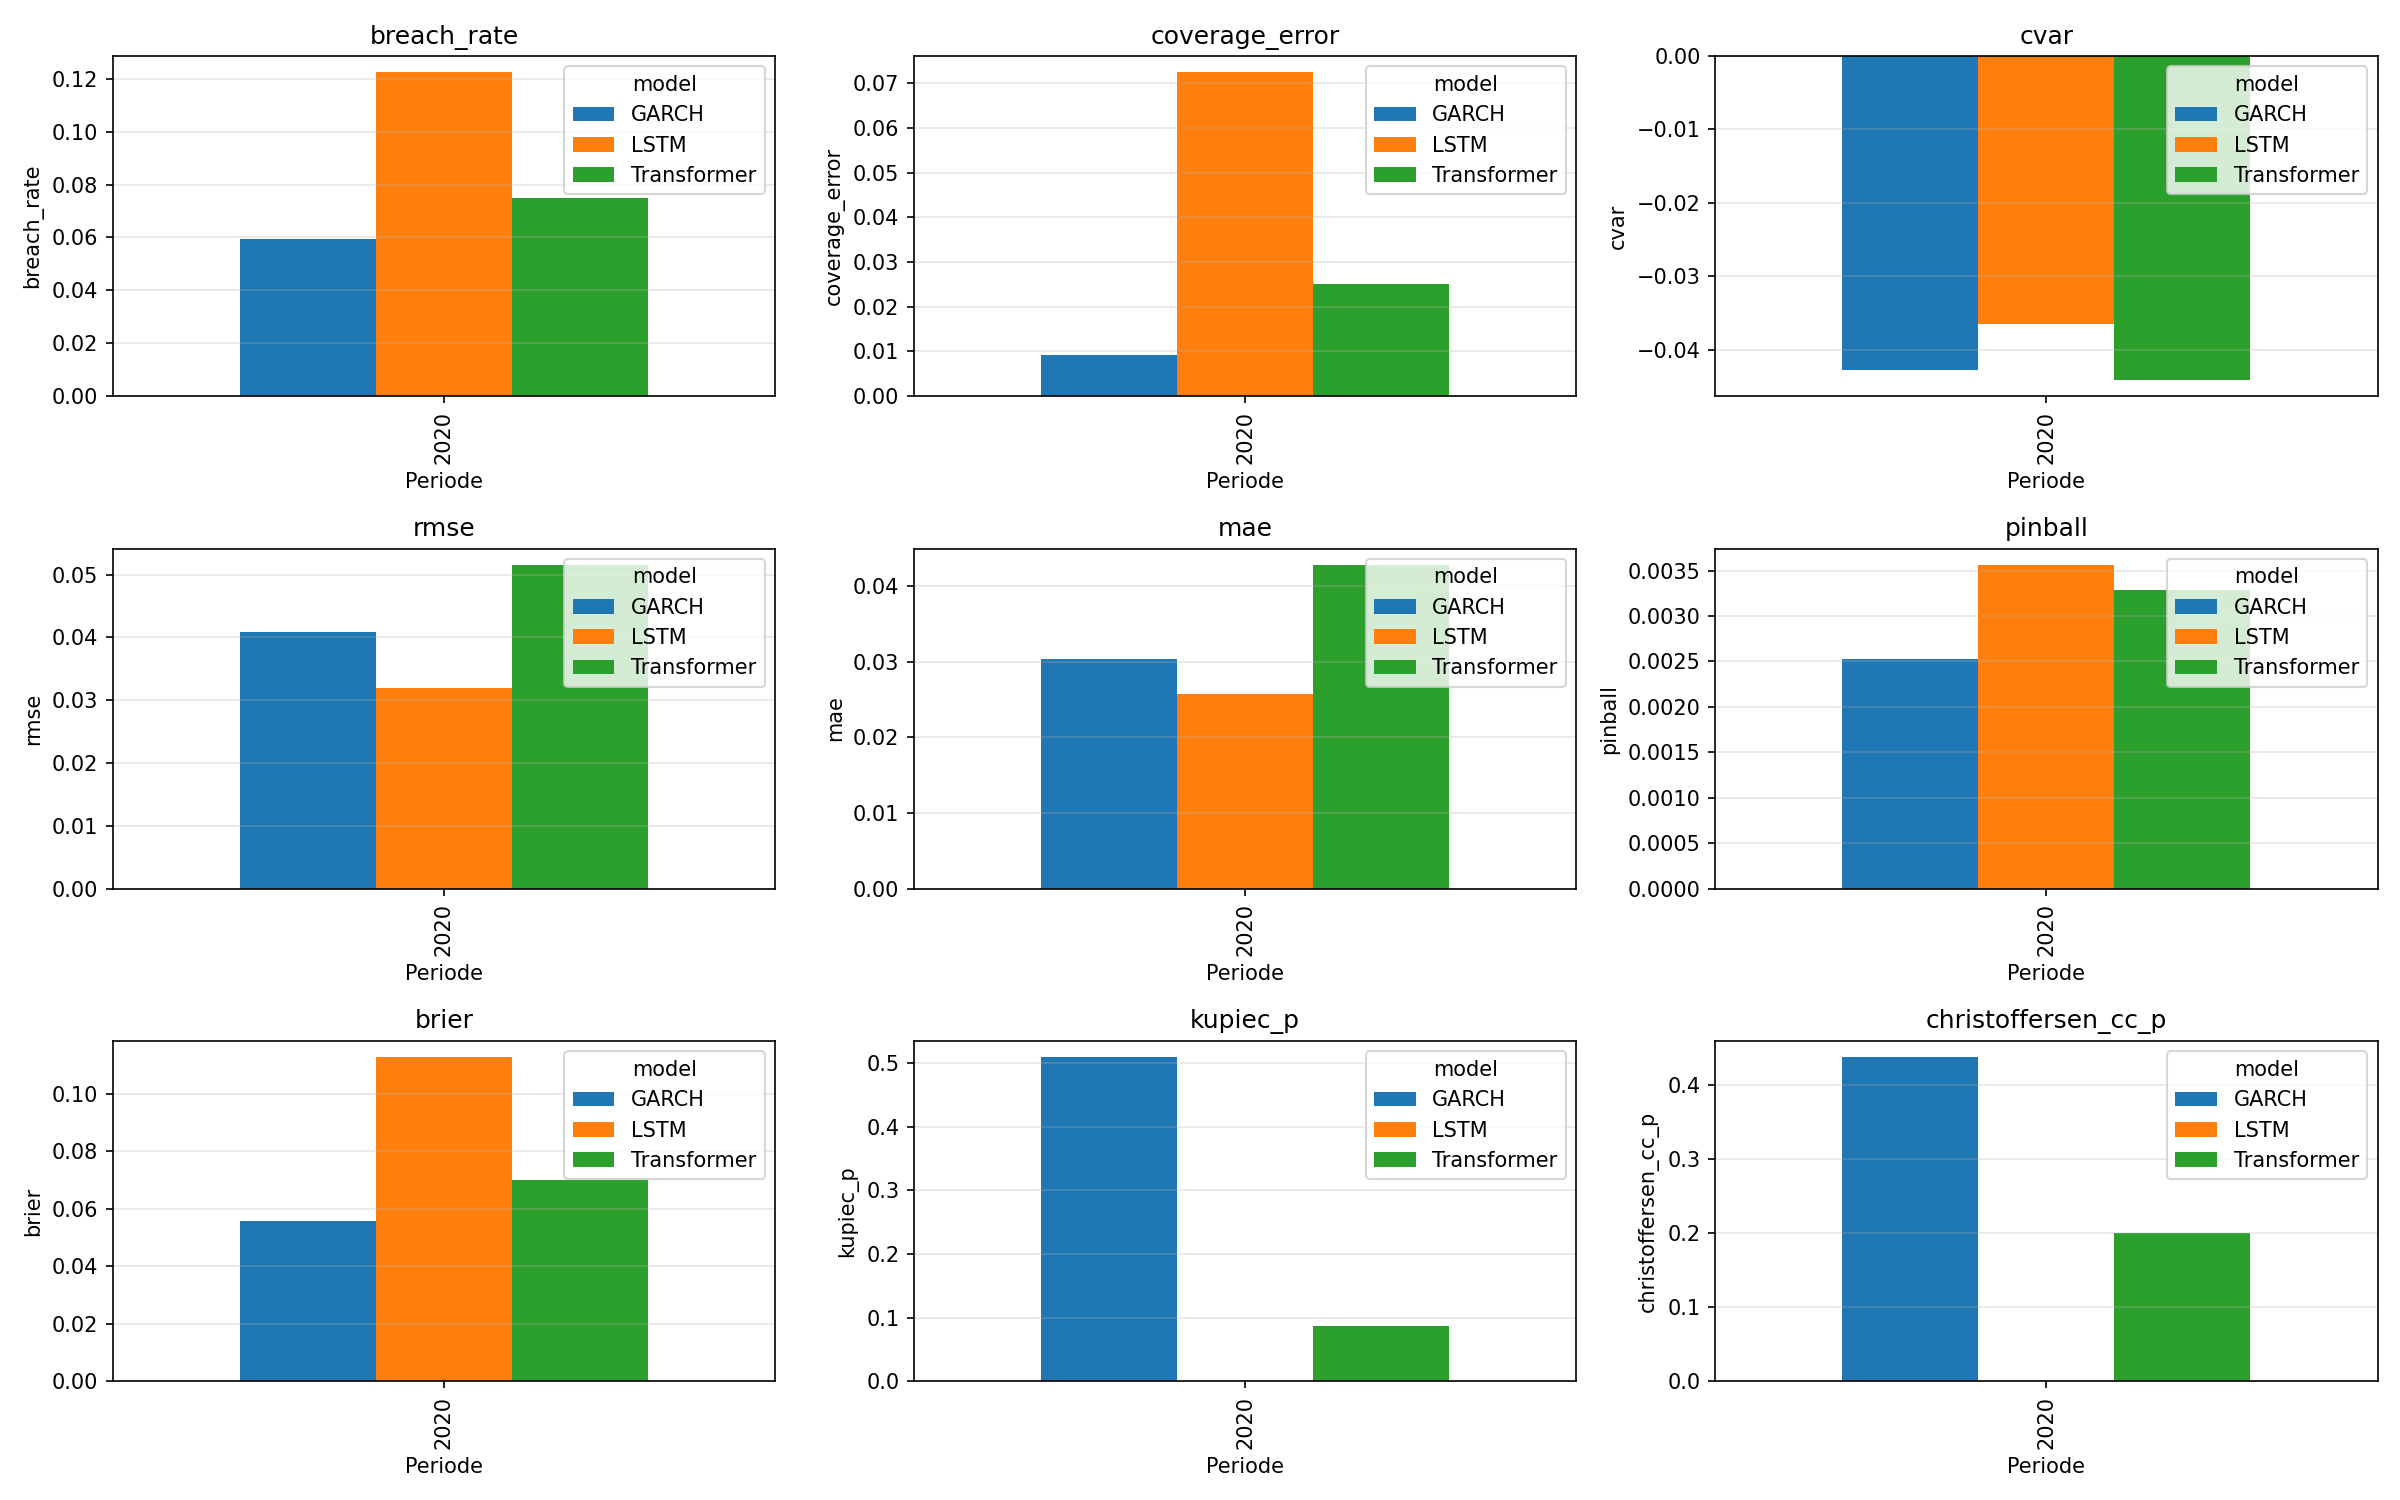 breach_rate
breach_rate
0.12
0.10
0.08
0.06
0.04
0.02
0.00
model
GARCH
LSTM
Transformer
2020
Periode
coverage_error
coverage_error
0.07
0.06
0.05
0.04
0.03
0.02
0.01
0.00
model
GARCH
LSTM
Transformer
2020
Periode
cvar
cvar
0.00
−0.01
−0.02
−0.03
−0.04
model
GARCH
LSTM
Transformer
2020
Periode
rmse
rmse
0.05
0.04
0.03
0.02
0.01
0.00
model
GARCH
LSTM
Transformer
2020
Periode
mae
mae
0.04
0.03
0.02
0.01
0.00
model
GARCH
LSTM
Transformer
2020
Periode
pinball
pinball
0.0035
0.0030
0.0025
0.0020
0.0015
0.0010
0.0005
0.0000
model
GARCH
LSTM
Transformer
2020
Periode
brier
brier
0.10
0.08
0.06
0.04
0.02
0.00
model
GARCH
LSTM
Transformer
2020
Periode
kupiec_p
kupiec_p
0.5
0.4
0.3
0.2
0.1
0.0
model
GARCH
LSTM
Transformer
2020
Periode
christoffersen_cc_p
christoffersen_cc_p
0.4
0.3
0.2
0.1
0.0
model
GARCH
LSTM
Transformer
2020
Periode